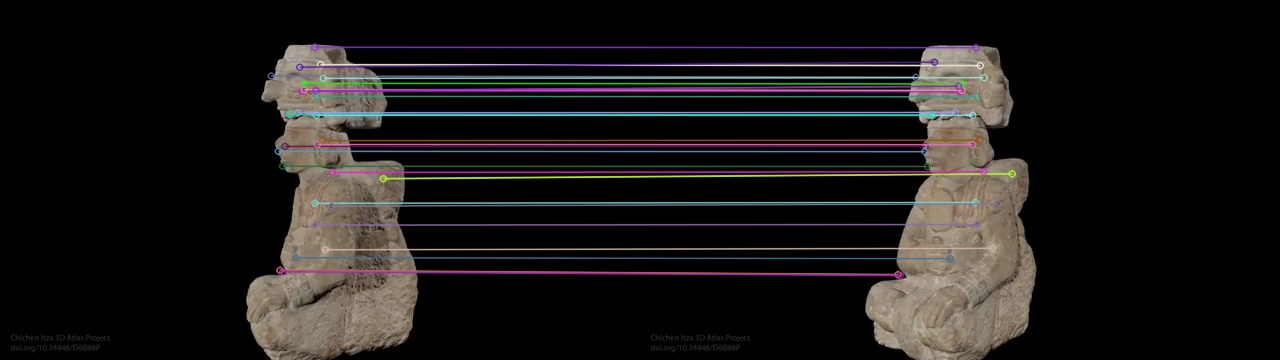 Chichen Itza 3D Atlas Project
doi.org/10.34946/D6B88P
Chichen Itza 3D Atlas Project
doi.org/10.34946/D6B88P